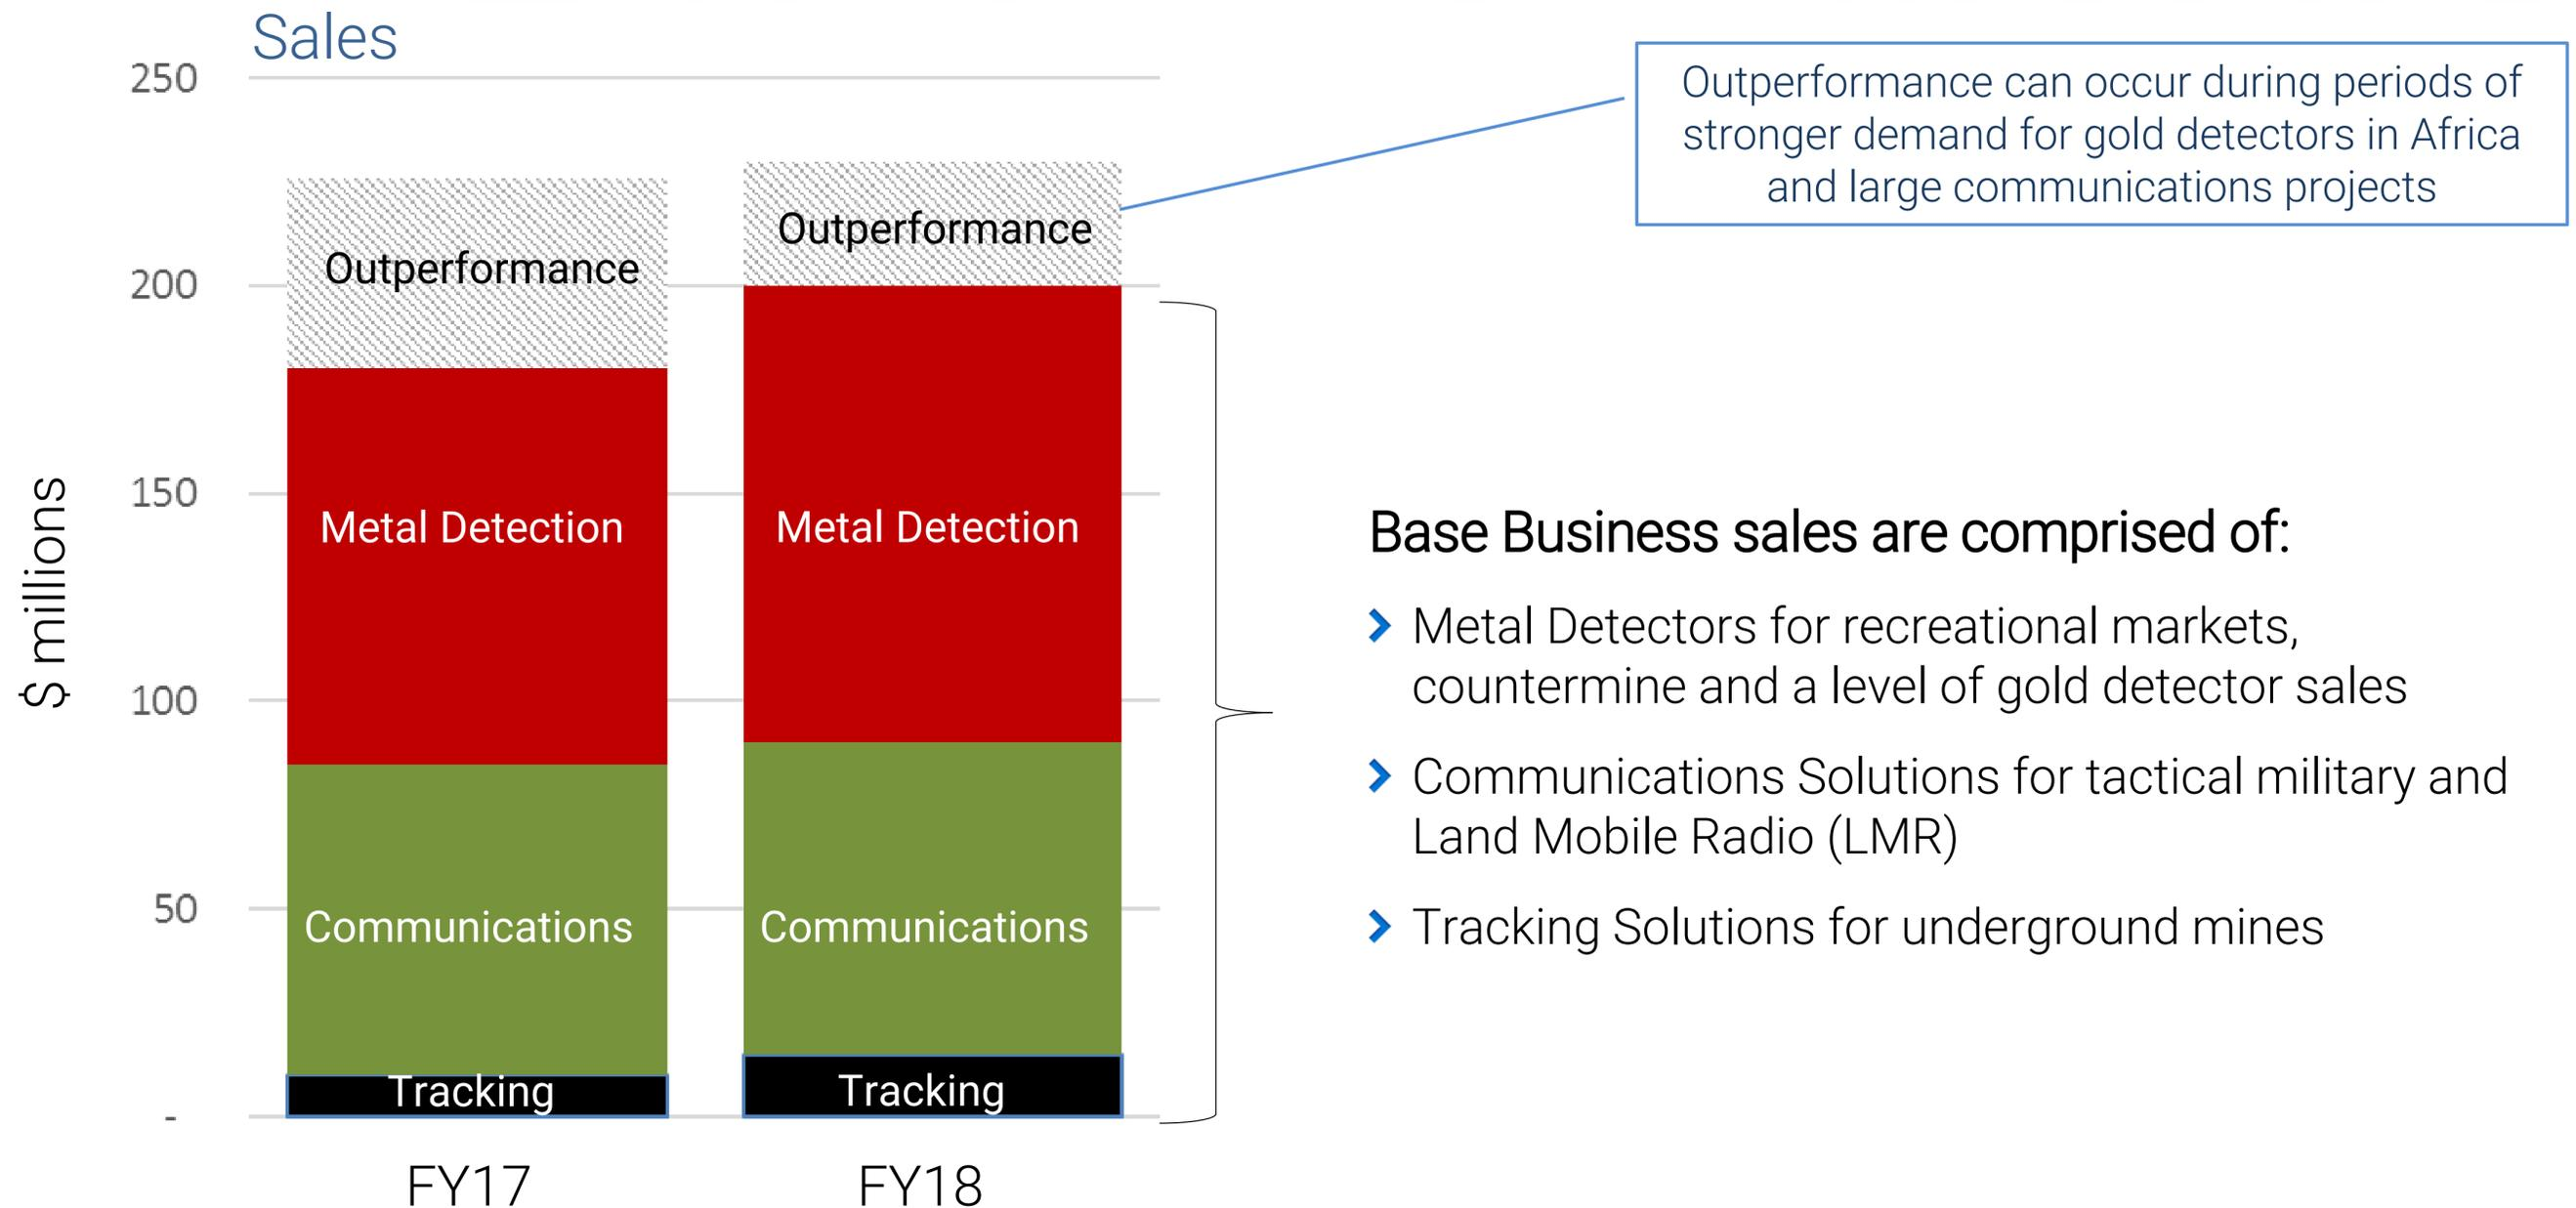 Sales
250
200
150
100
50
-
$ millions
Outperformance
Metal Detection
Communications
Tracking
Outperformance
Metal Detection
Communications
Tracking
FY17
FY18
Outperformance can occur during periods of
stronger demand for gold detectors in Africa
and large communications projects
Base Business sales are comprised of:
Metal Detectors for recreational markets,
countermine and a level of gold detector sales
Communications Solutions for tactical military and
Land Mobile Radio (LMR)
Tracking Solutions for underground mines